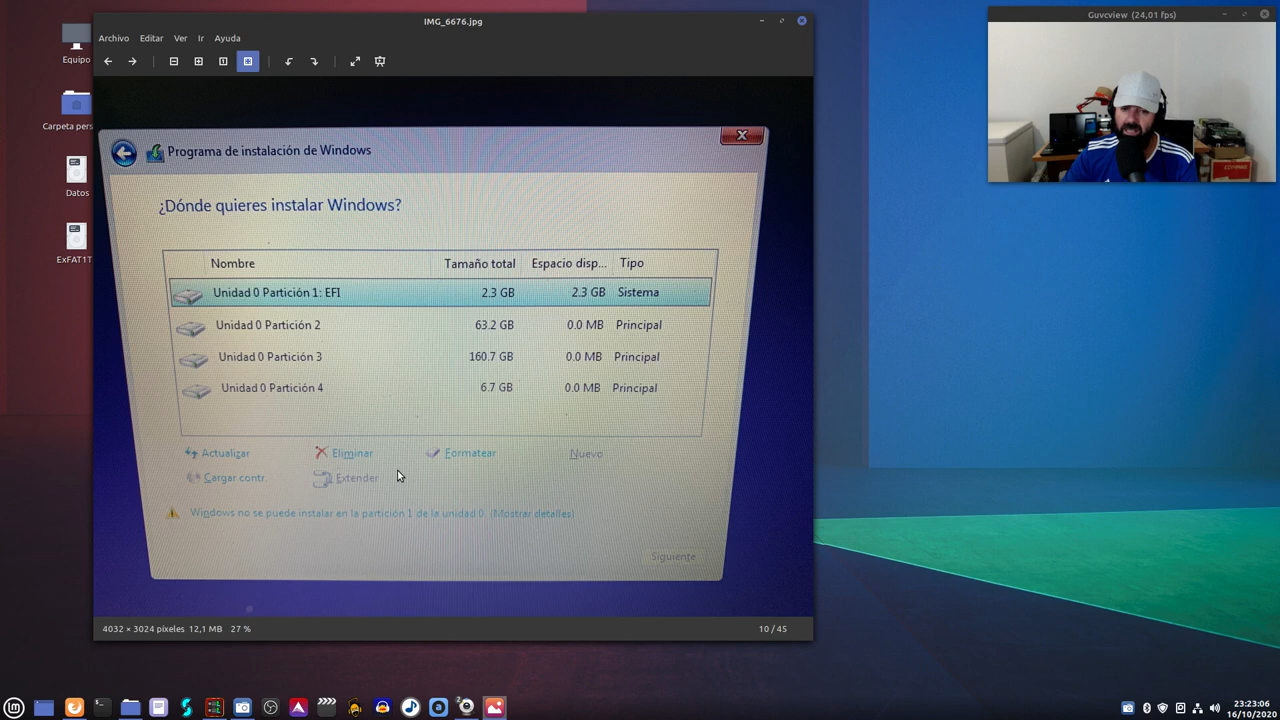 IMG_6676.jpg
Guvcview (24,01 fps)
Archivo Editar Ver Ir Ayuda
Equipo
Carpeta pers
Datos
ExFAT1T
Programa de instalación de Windows
¿Dónde quieres instalar Windows?
Nombre Tamaño total Espacio disp... Tipo
Unidad 0 Partición 1: EFI 2.3 GB 2.3 GB Sistema
Unidad 0 Partición 2 63.2 GB 0.0 MB Principal
Unidad 0 Partición 3 160.7 GB 0.0 MB Principal
Unidad 0 Partición 4 6.7 GB 0.0 MB Principal
Actualizar Eliminar Formatear Nuevo
Cargar contr. Extender
Windows no se puede instalar en la partición 1 de la unidad 0. (Mostrar detalles)
Siguiente
4032 × 3024 píxeles 12,1 MB 27 % 10 / 45
23:23:06
16/10/2020